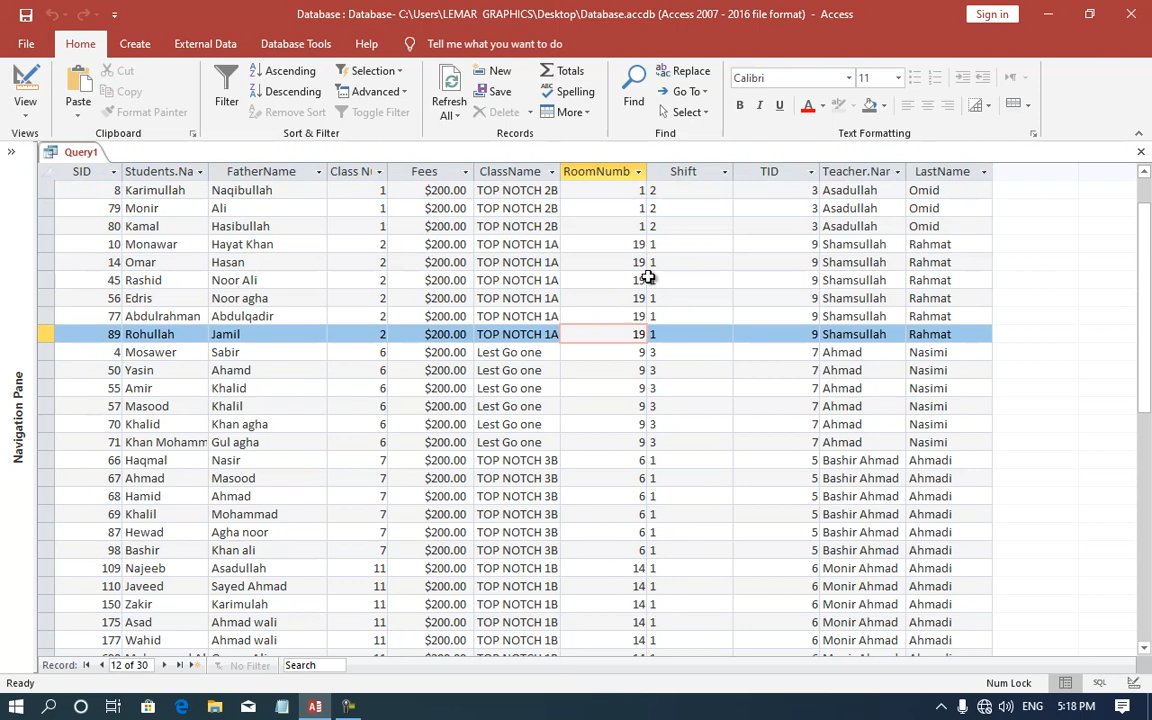 Database : Database- C:\Users\LEMAR GRAPHICS\Desktop\Database.accdb (Access 2007 - 2016 file format) - Access Sign in
File Home Create External Data Database Tools Help Tell me what you want to do
Cut Ascending Selection New Totals Replace Calibri 11
Copy Descending Advanced Save Spelling Go To
Format Painter Remove Sort Toggle Filter Delete More Select B I U A
View Paste Filter Refresh All Find
Views Clipboard Sort & Filter Records Find Text Formatting
Query1
SID Students.Na FatherName Class Nu Fees ClassName RoomNumb Shift TID Teacher.Nar LastName
8 Karimullah Naqibullah 1 $200.00 TOP NOTCH 2B 1 2 3 Asadullah Omid
79 Monir Ali 1 $200.00 TOP NOTCH 2B 1 2 3 Asadullah Omid
80 Kamal Hasibullah 1 $200.00 TOP NOTCH 2B 1 2 3 Asadullah Omid
10 Monawar Hayat Khan 2 $200.00 TOP NOTCH 1A 19 1 9 Shamsullah Rahmat
14 Omar Hasan 2 $200.00 TOP NOTCH 1A 19 1 9 Shamsullah Rahmat
45 Rashid Noor Ali 2 $200.00 TOP NOTCH 1A 19 9 Shamsullah Rahmat
56 Edris Noor agha 2 $200.00 TOP NOTCH 1A 19 1 9 Shamsullah Rahmat
77 Abdulrahman Abdulqadir 2 $200.00 TOP NOTCH 1A 19 1 9 Shamsullah Rahmat
89 Rohullah Jamil 2 $200.00 TOP NOTCH 1A 19 1 9 Shamsullah Rahmat
4 Mosawer Sabir 6 $200.00 Lest Go one 9 3 7 Ahmad Nasimi
50 Yasin Ahamd 6 $200.00 Lest Go one 9 3 7 Ahmad Nasimi
55 Amir Khalid 6 $200.00 Lest Go one 9 3 7 Ahmad Nasimi
57 Masood Khalil 6 $200.00 Lest Go one 9 3 7 Ahmad Nasimi
70 Khalid Khan agha 6 $200.00 Lest Go one 9 3 7 Ahmad Nasimi
71 Khan Mohamm Gul agha 6 $200.00 Lest Go one 9 3 7 Ahmad Nasimi
66 Haqmal Nasir 7 $200.00 TOP NOTCH 3B 6 1 5 Bashir Ahmad Ahmadi
67 Ahmad Masood 7 $200.00 TOP NOTCH 3B 6 1 5 Bashir Ahmad Ahmadi
68 Hamid Ahmad 7 $200.00 TOP NOTCH 3B 6 1 5 Bashir Ahmad Ahmadi
69 Khalil Mohammad 7 $200.00 TOP NOTCH 3B 6 1 5 Bashir Ahmad Ahmadi
87 Hewad Agha noor 7 $200.00 TOP NOTCH 3B 6 1 5 Bashir Ahmad Ahmadi
98 Bashir Khan ali 7 $200.00 TOP NOTCH 3B 6 1 5 Bashir Ahmad Ahmadi
109 Najeeb Asadullah 11 $200.00 TOP NOTCH 1B 14 1 6 Monir Ahmad Ahmadi
110 Javeed Sayed Ahmad 11 $200.00 TOP NOTCH 1B 14 1 6 Monir Ahmad Ahmadi
150 Zakir Karimulah 11 $200.00 TOP NOTCH 1B 14 1 6 Monir Ahmad Ahmadi
175 Asad Ahmad wali 11 $200.00 TOP NOTCH 1B 14 1 6 Monir Ahmad Ahmadi
177 Wahid Ahmad wali 11 $200.00 TOP NOTCH 1B 14 1 6 Monir Ahmad Ahmadi
Navigation Pane
Record: 12 of 30 No Filter Search
Ready Num Lock SQL
ENG 5:18 PM